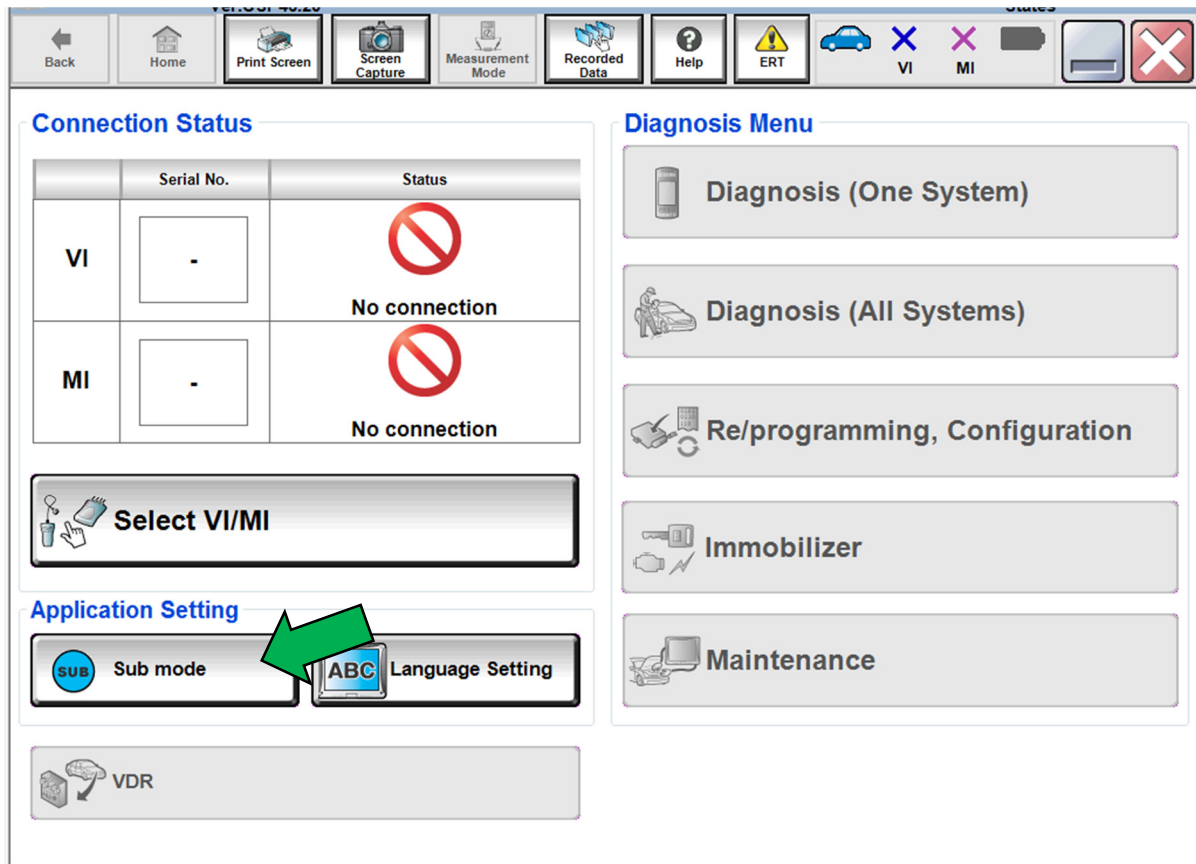 Back
Home
Print Screen
Screen
Capture
Measurement
Mode
Recorded
Data
Help
ERT
VI
MI
Connection Status
Serial No.
Status
VI
-
No connection
MI
-
No connection
Select VI/MI
Application Setting
SUB
Sub mode
ABC
Language Setting
VDR
Diagnosis Menu
Diagnosis (One System)
Diagnosis (All Systems)
Re/programming, Configuration
Immobilizer
Maintenance